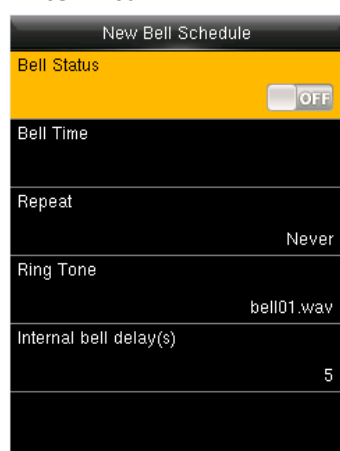 New Bell Schedule
Bell Status
OFF
Bell Time
Repeat
Never
Ring Tone
bell01.wav
Internal bell delay(s)
5